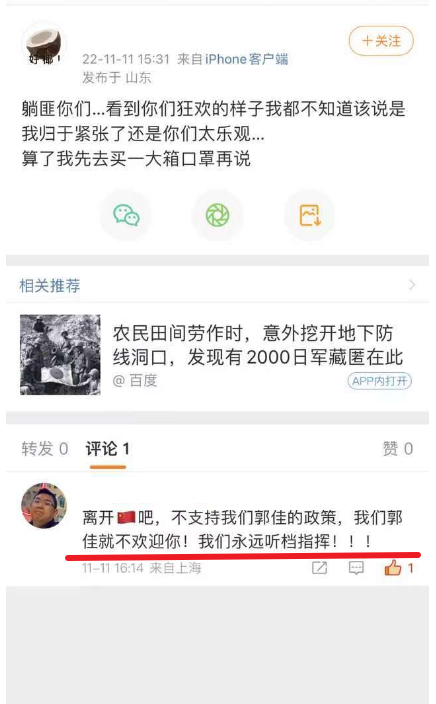 好椰!
+关注
22-11-11 15:31 来自iPhone客户端
发布于 山东
躺匪你们...看到你们狂欢的样子我都不知道该说是
我归于紧张了还是你们太乐观...
算了我先去买一大箱口罩再说
相关推荐
农民田间劳作时,意外挖开地下防
线洞口,发现有2000日军藏匿在此
@百度
APP内打开
转发 0 评论 1 赞 0
离开🇨🇳吧,不支持我们郭佳的政策,我们郭
佳就不欢迎你!我们永远听档指挥!!!
11-11 16:14 来自上海
1